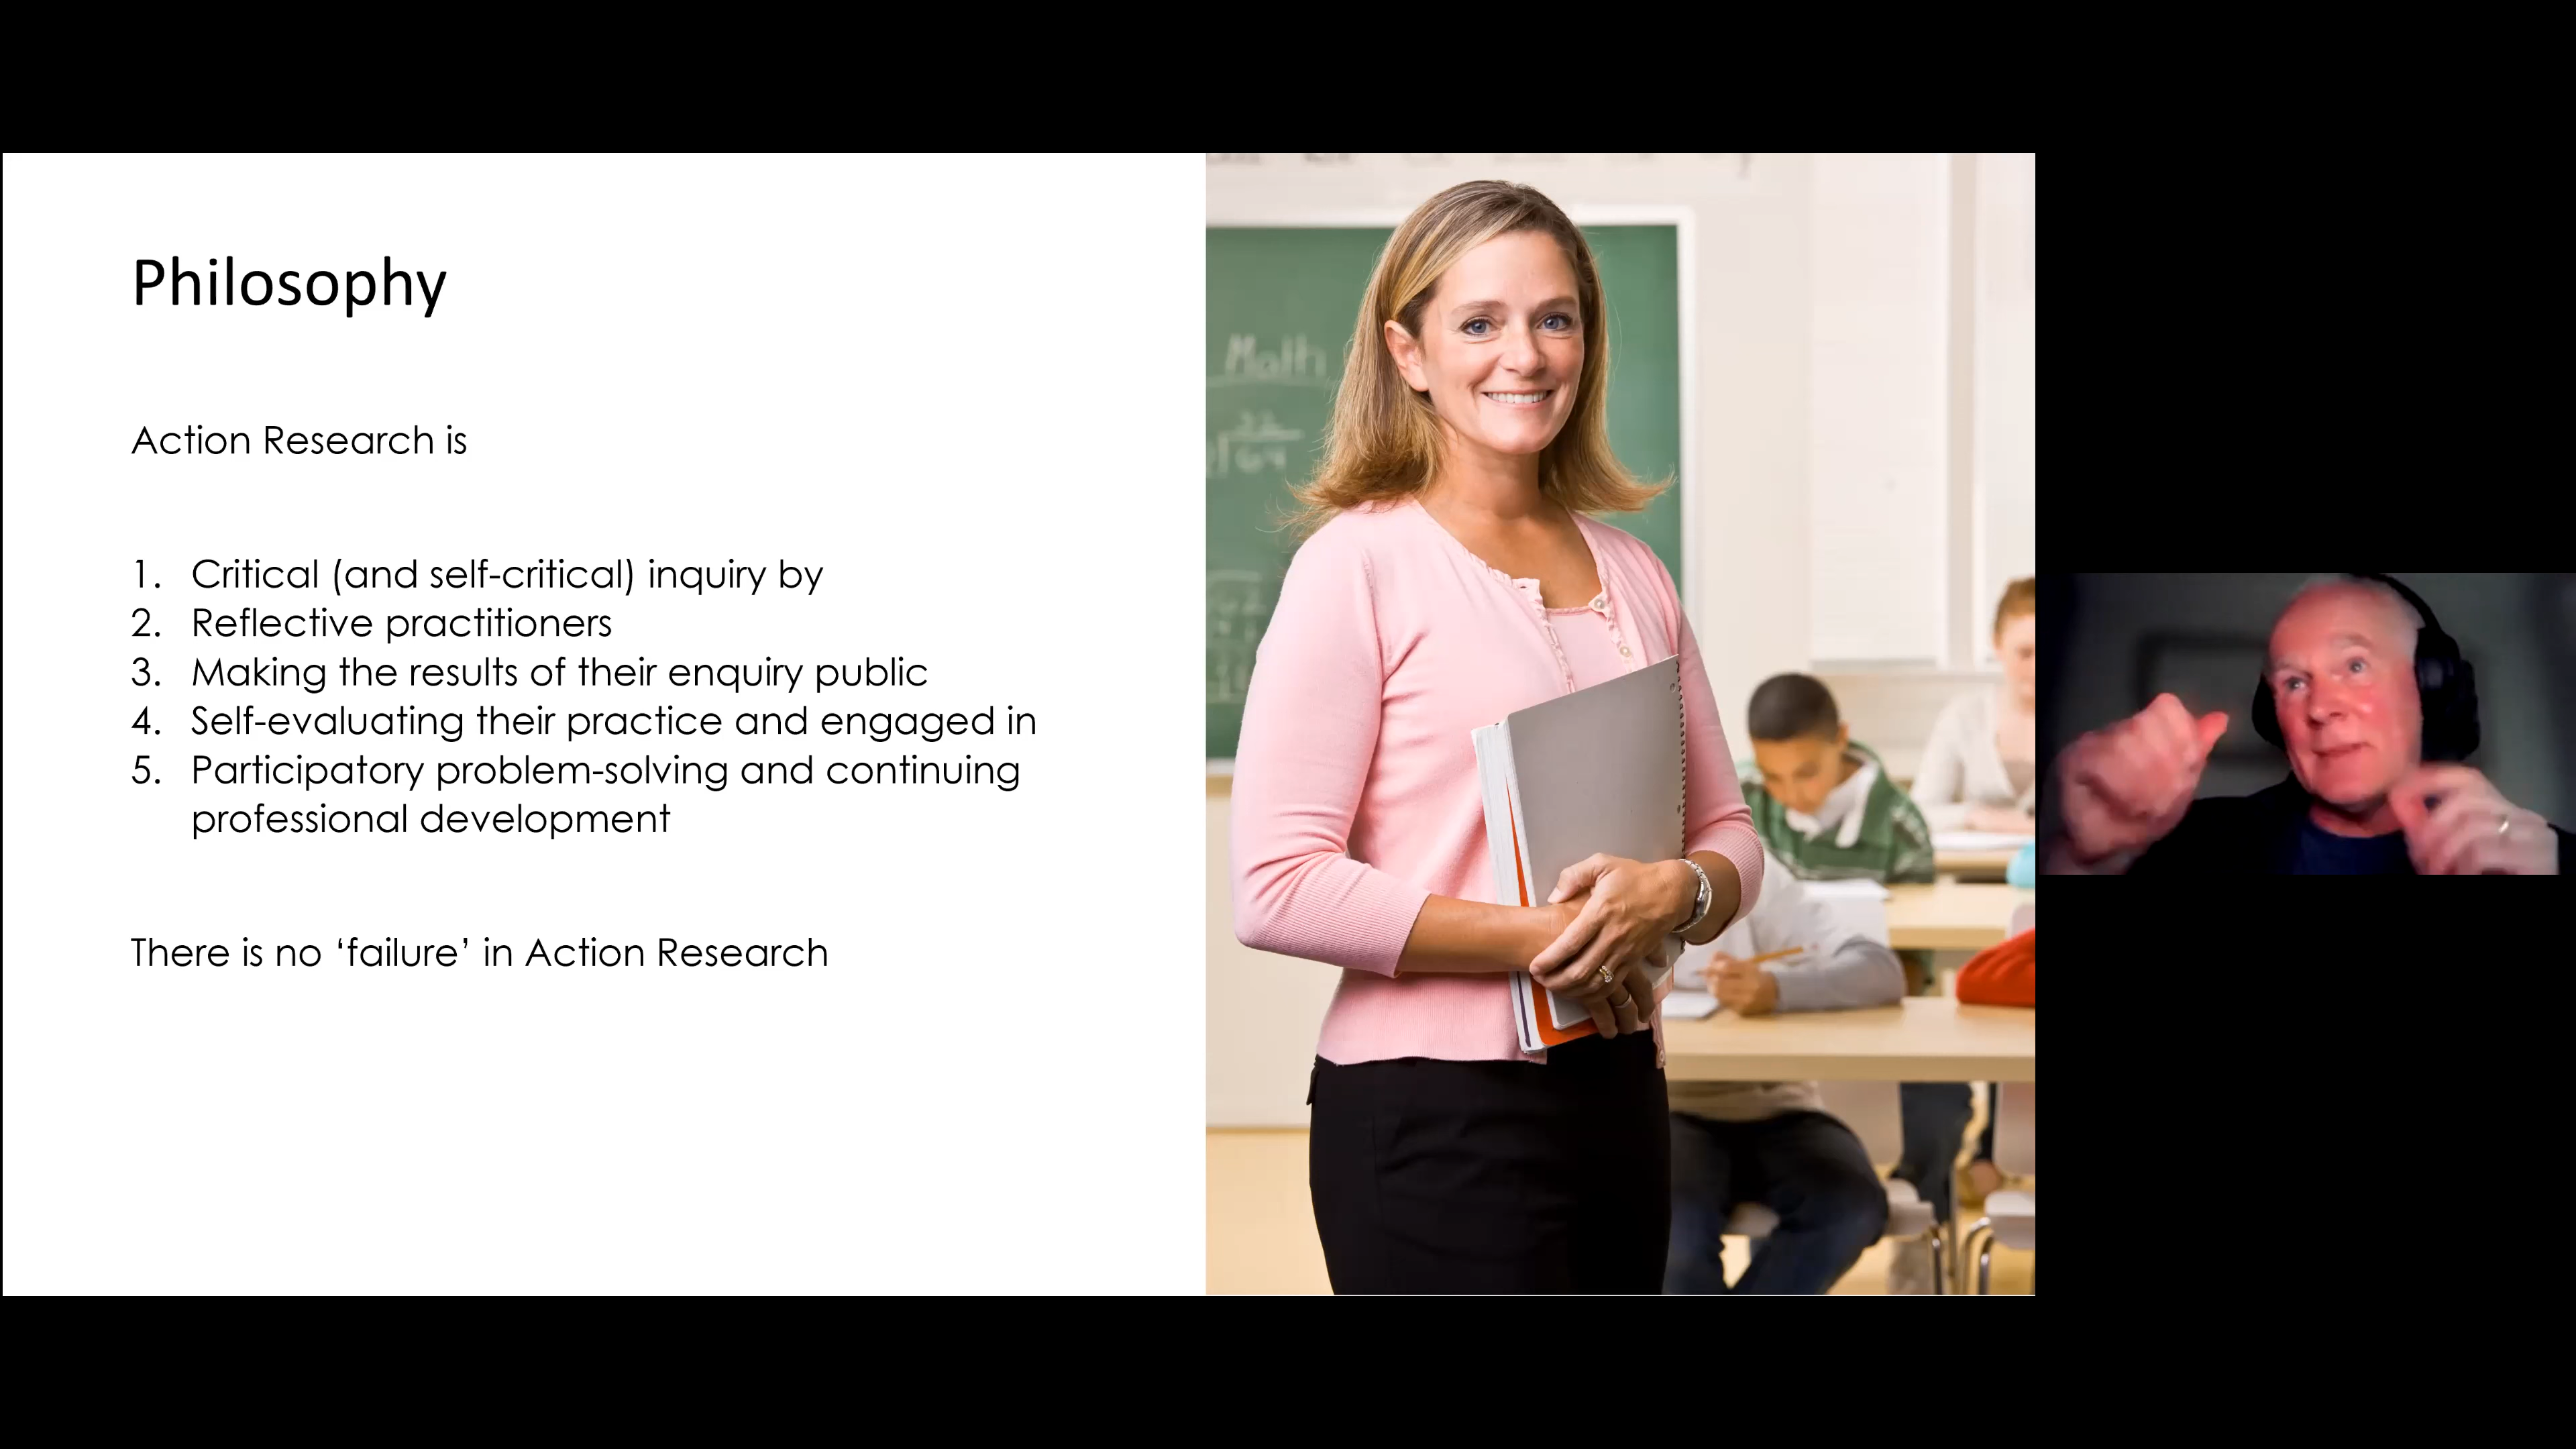 Philosophy
Action Research is
1. Critical (and self-critical) inquiry by
2. Reflective practitioners
3. Making the results of their enquiry public
4. Self-evaluating their practice and engaged in
5. Participatory problem-solving and continuing
professional development
There is no ‘failure’ in Action Research
Math
22
64